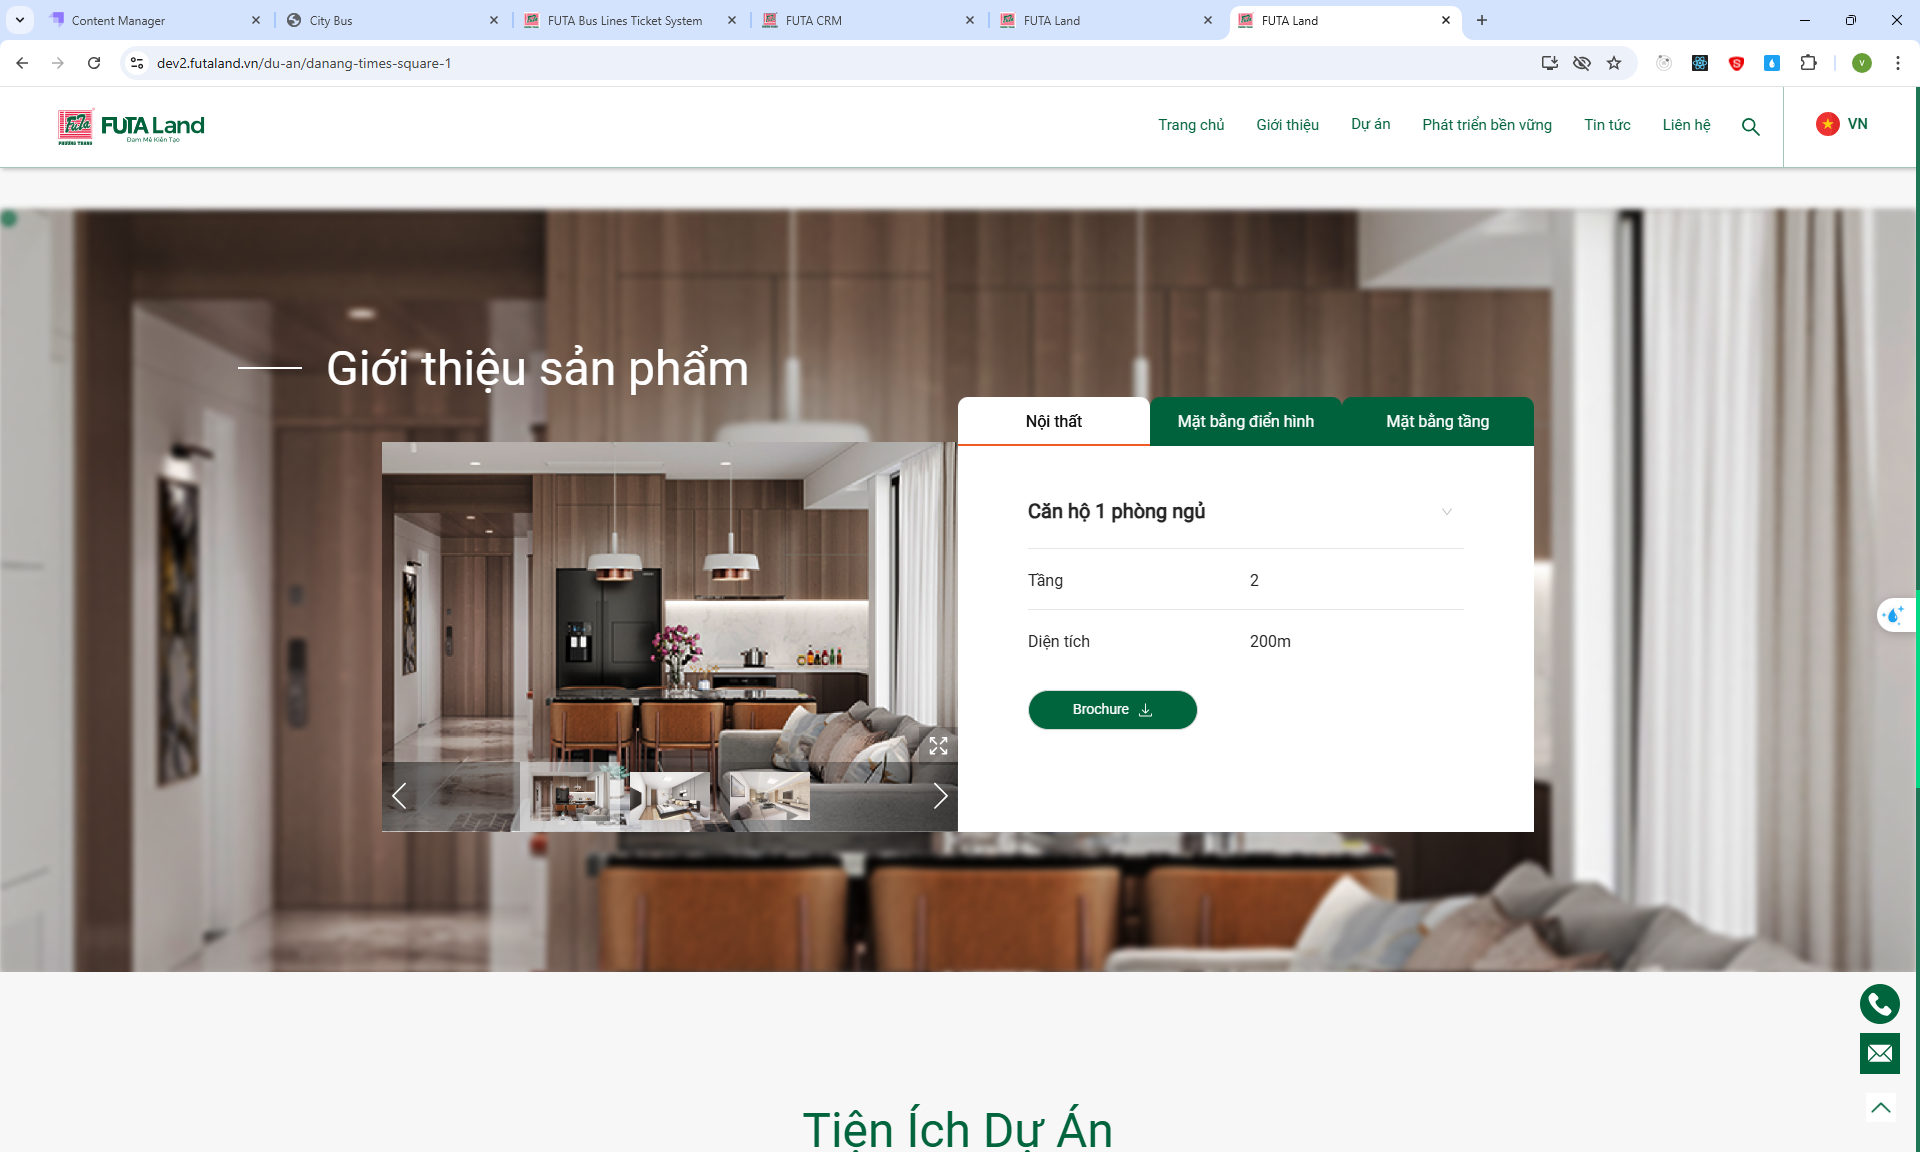 Content Manager
City Bus
FUTA Bus Lines Ticket System
FUTA CRM
FUTA Land
FUTA Land
dev2.futaland.vn/du-an/danang-times-square-1
V
FuTa
PHƯƠNG TRANG
FUTA Land
Đam Mê Kiến Tạo
Trang chủ
Giới thiệu
Dự án
Phát triển bền vững
Tin tức
Liên hệ
VN
Giới thiệu sản phẩm
Nội thất
Mặt bằng điển hình
Mặt bằng tầng
Căn hộ 1 phòng ngủ
Tầng 2
Diện tích 200m
Brochure
Tiện Ích Dự Án